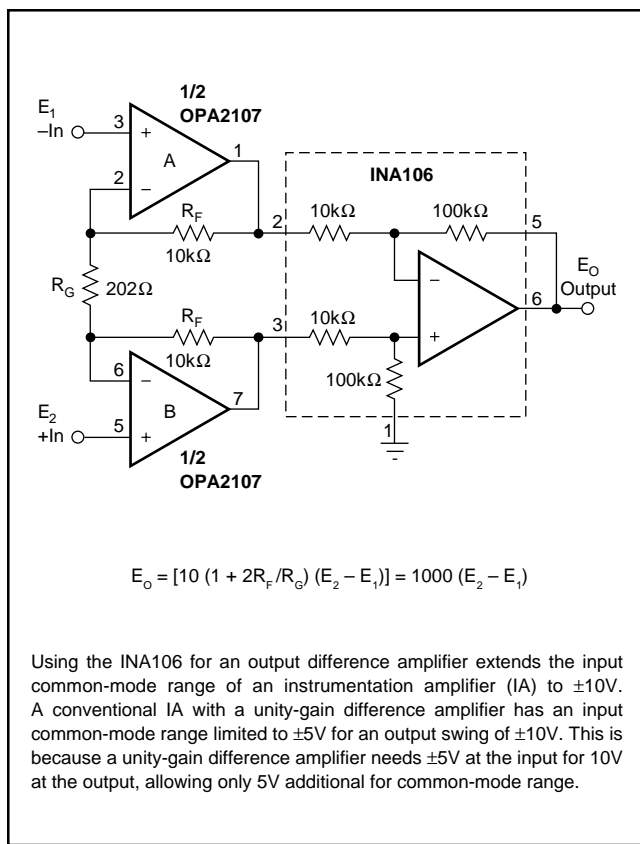 1/2
OPA2107
E1
–In
3
+
A
1
2
–
RF
10kΩ
RG
202Ω
RF
10kΩ
6
–
B
7
E2
+In
5
+
1/2
OPA2107
INA106
2
10kΩ
100kΩ
5
–
6
EO
Output
3
10kΩ
+
100kΩ
1
EO = [10 (1 + 2RF/RG) (E2 – E1)] = 1000 (E2 – E1)
Using the INA106 for an output difference amplifier extends the input
common-mode range of an instrumentation amplifier (IA) to ±10V.
A conventional IA with a unity-gain difference amplifier has an input
common-mode range limited to ±5V for an output swing of ±10V. This is
because a unity-gain difference amplifier needs ±5V at the input for 10V
at the output, allowing only 5V additional for common-mode range.